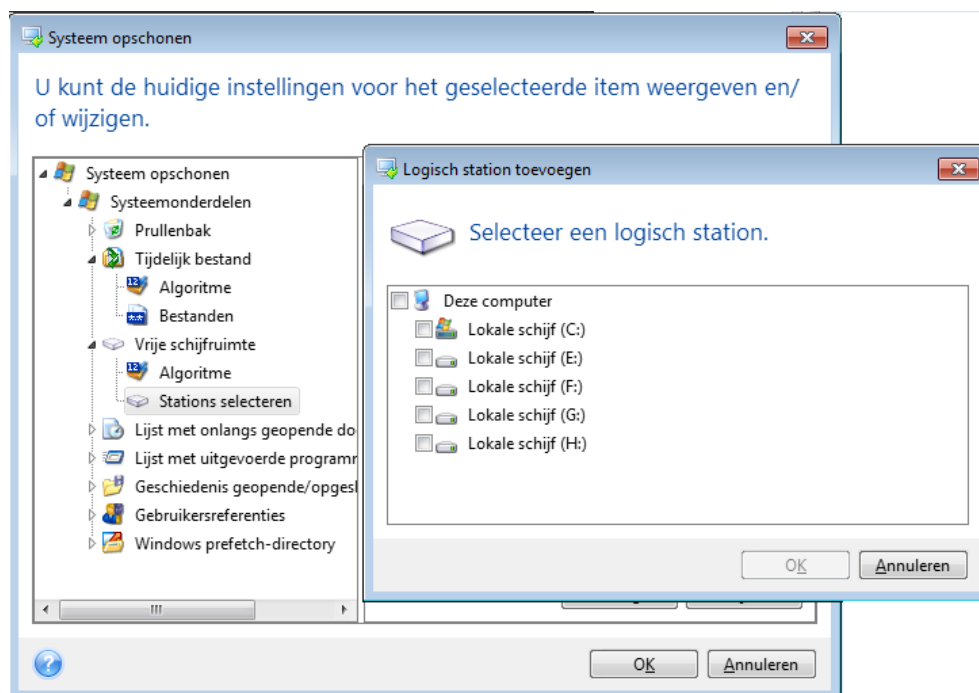 Systeem opschonen
U kunt de huidige instellingen voor het geselecteerde item weergeven en/
of wijzigen.
Systeem opschonen
Systeemonderdelen
Prullenbak
Tijdelijk bestand
Algoritme
Bestanden
Vrije schijfruimte
Algoritme
Stations selecteren
Lijst met onlangs geopende do
Lijst met uitgevoerde programm
Geschiedenis geopende/opgesl
Gebruikersreferenties
Windows prefetch-directory
OK
Annuleren
Logisch station toevoegen
Selecteer een logisch station.
Deze computer
Lokale schijf (C:)
Lokale schijf (E:)
Lokale schijf (F:)
Lokale schijf (G:)
Lokale schijf (H:)
OK
Annuleren